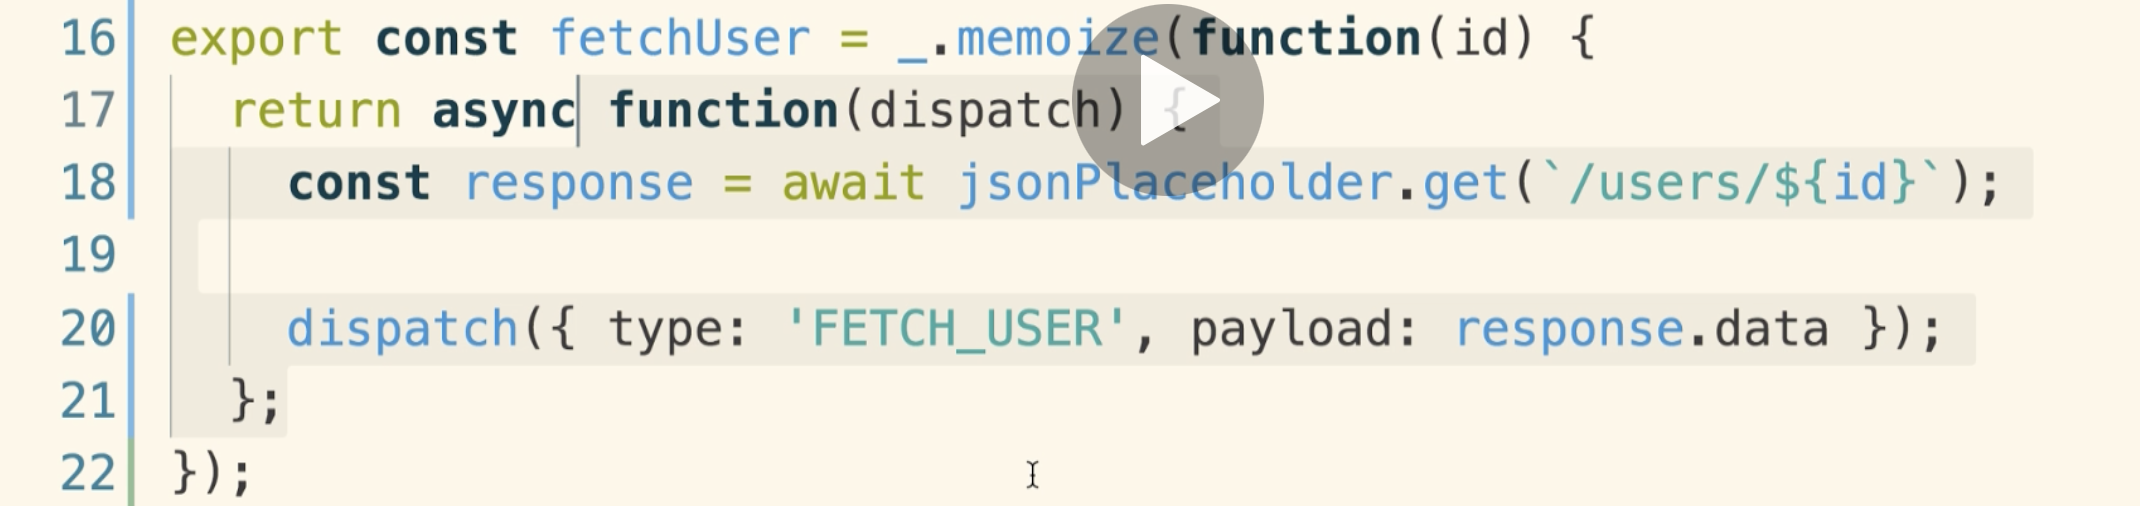 16 export const fetchUser = _.memoize(function(id) {
17 return async function(dispatch) {
18 const response = await jsonPlaceholder.get(`/users/${id}`);
19
20 dispatch({ type: 'FETCH_USER', payload: response.data });
21 };
22 });